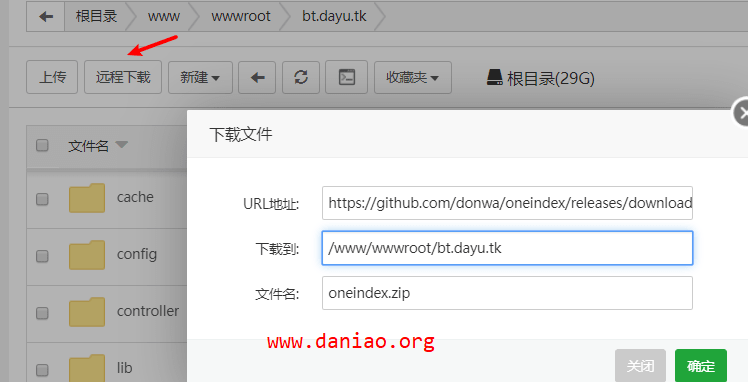 根目录 www wwwroot bt.dayu.tk
上传 远程下载 新建 收藏夹 根目录(29G)
下载文件
文件名
URL地址: https://github.com/donwa/oneindex/releases/download
cache
下载到: /www/wwwroot/bt.dayu.tk
config
文件名: oneindex.zip
controller
www.daniao.org
lib
关闭 确定